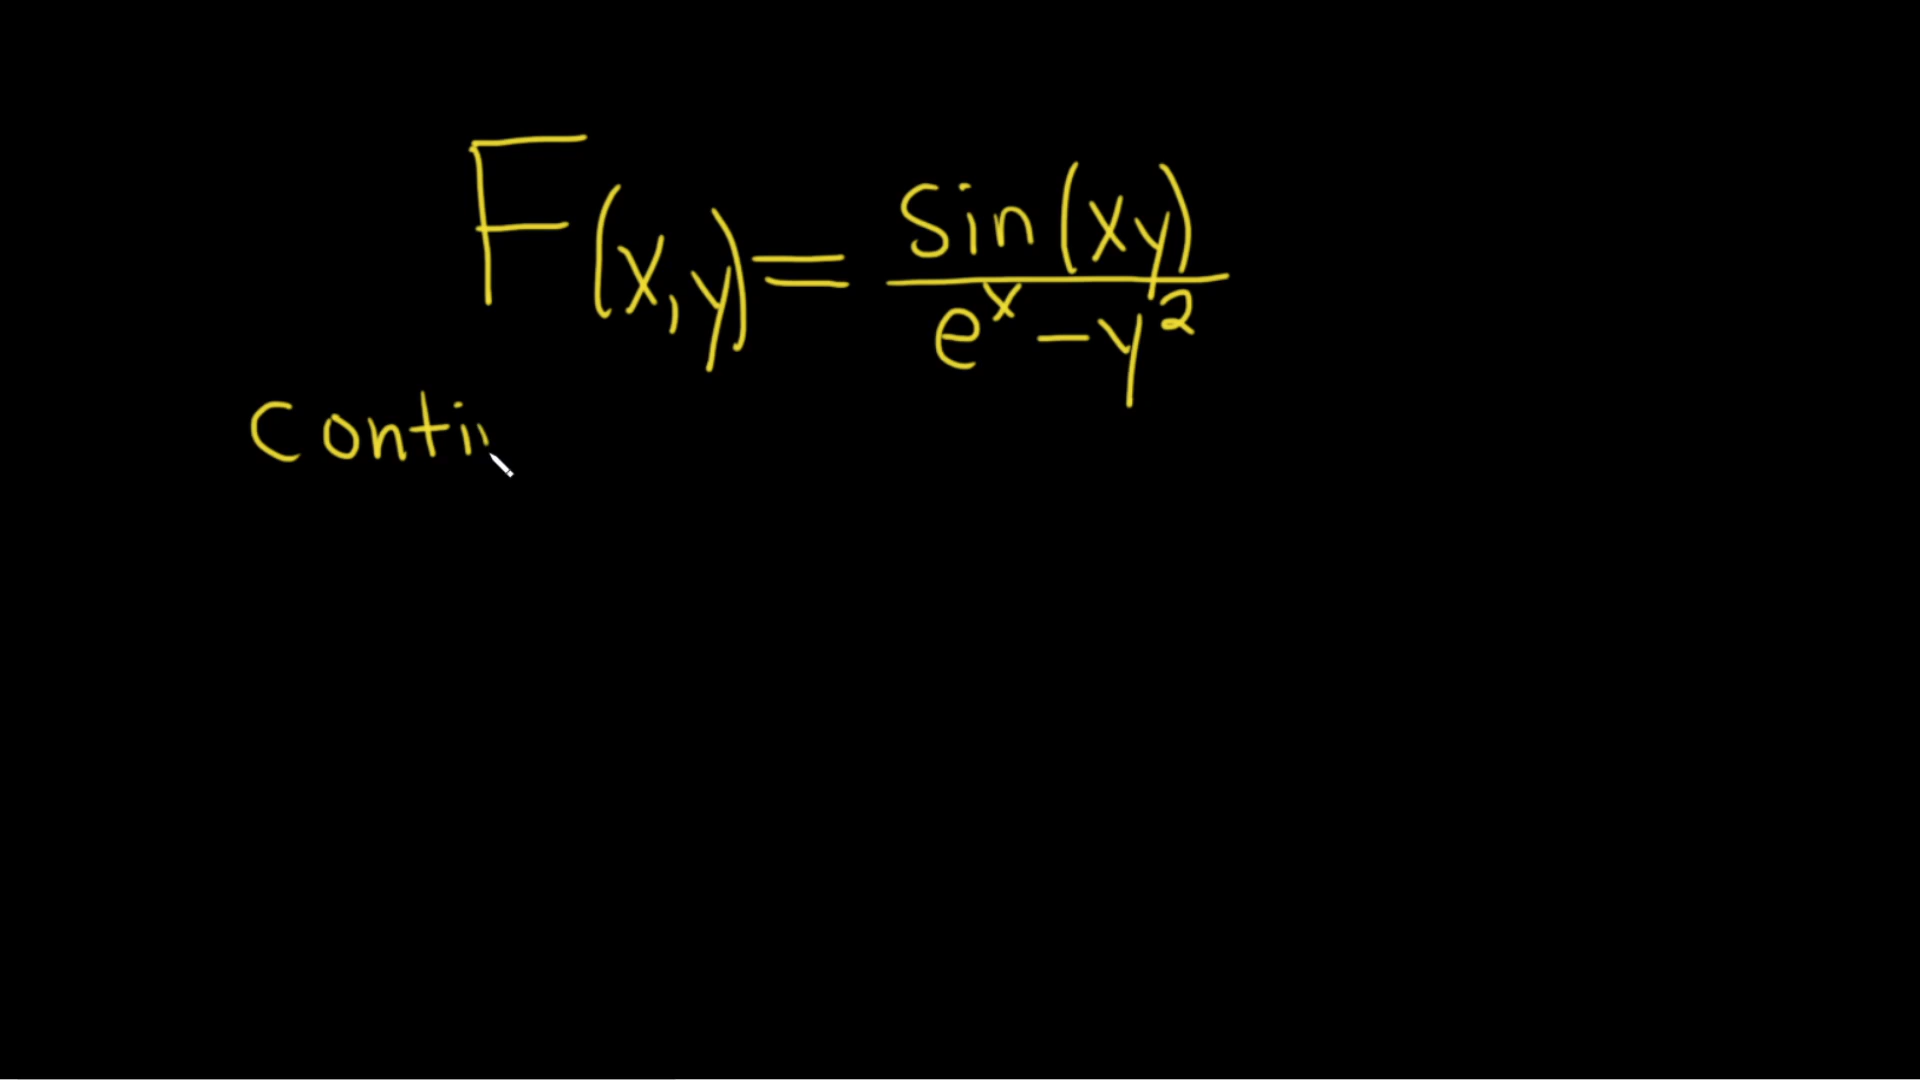 F(x,y) = sin(xy) / (e^x - y^2)
Conti